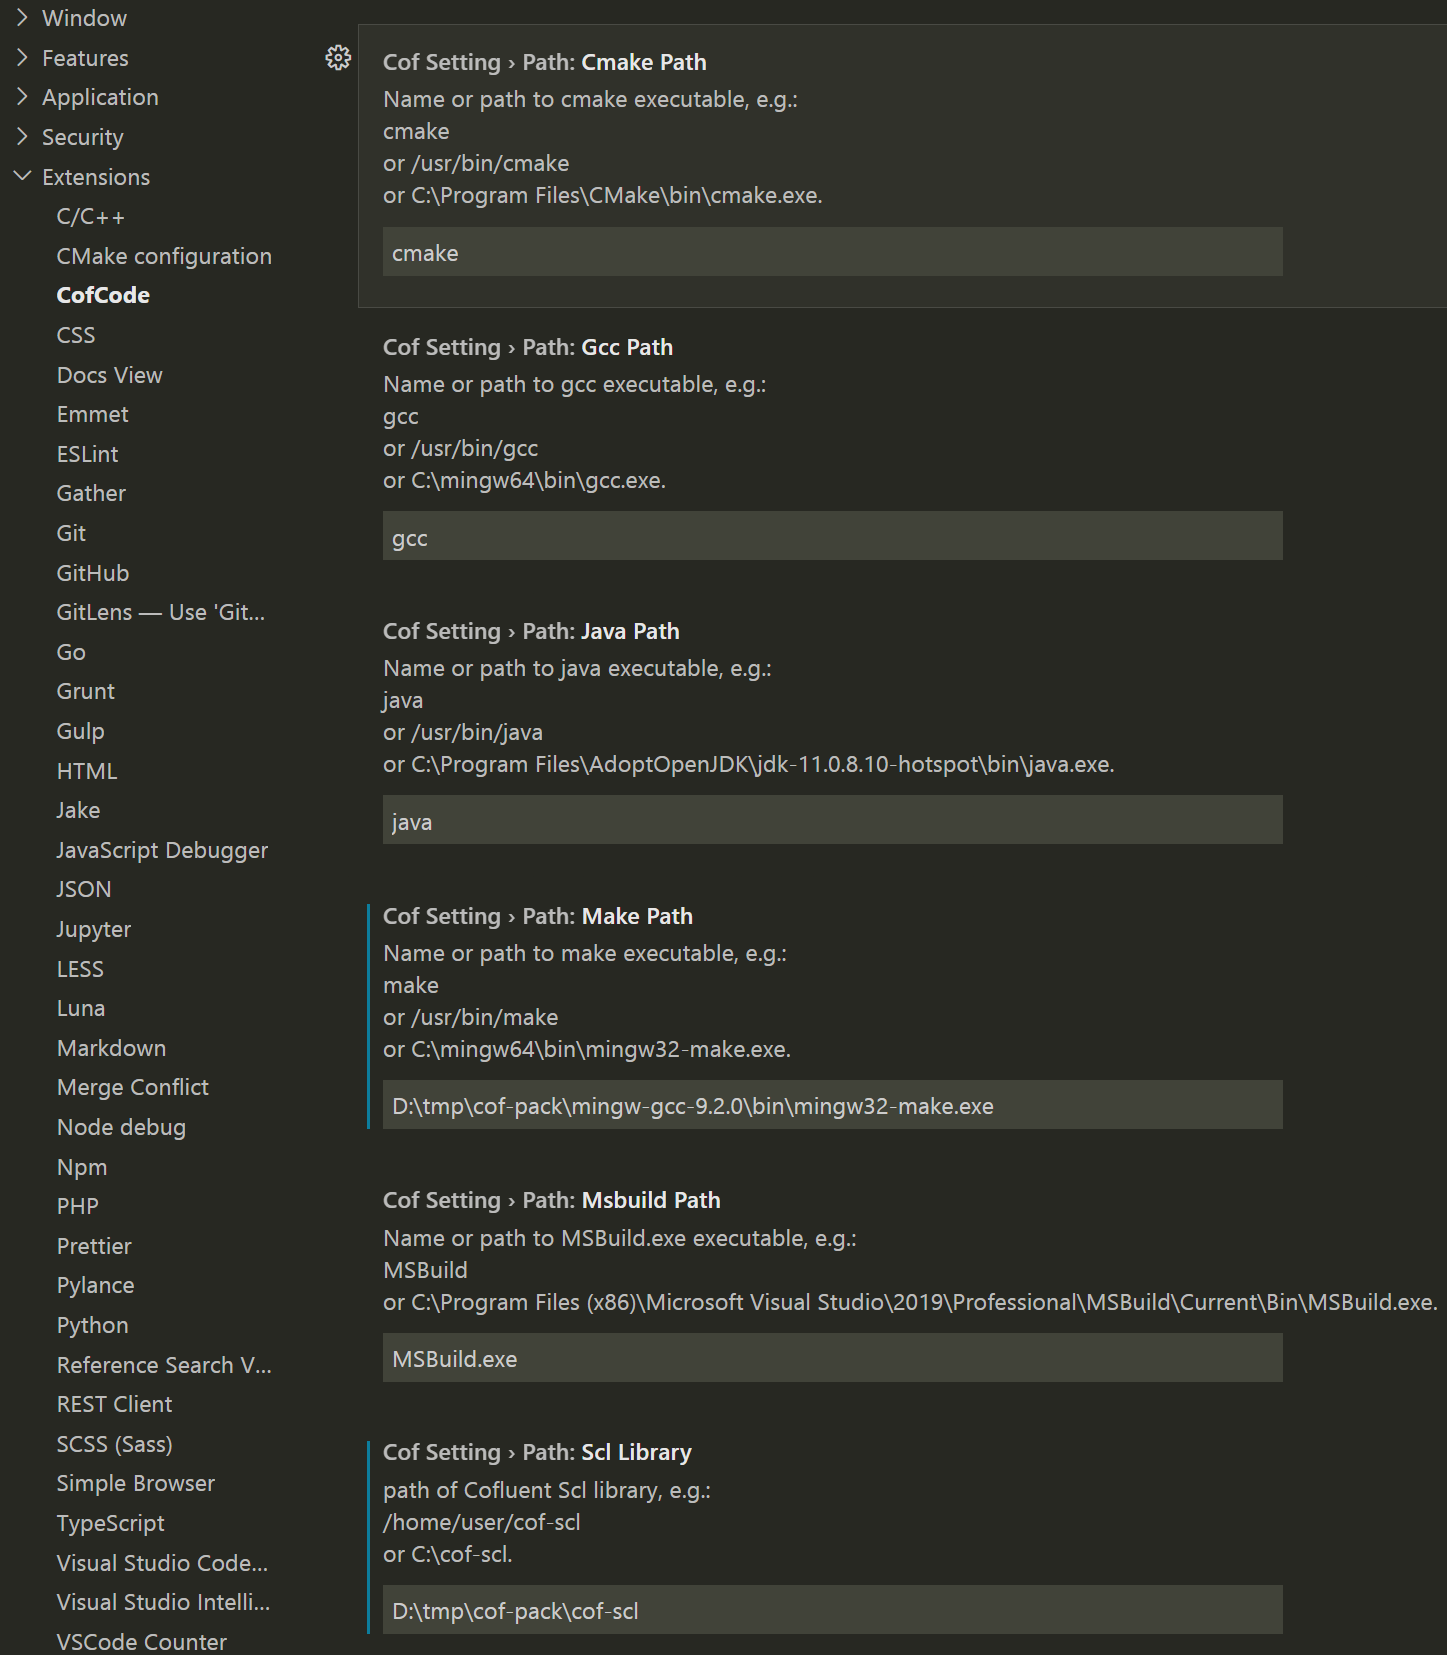 Window
Features
Application
Security
Extensions
C/C++
CMake configuration
CofCode
CSS
Docs View
Emmet
ESLint
Gather
Git
GitHub
GitLens — Use 'Git...
Go
Grunt
Gulp
HTML
Jake
JavaScript Debugger
JSON
Jupyter
LESS
Luna
Markdown
Merge Conflict
Node debug
Npm
PHP
Prettier
Pylance
Python
Reference Search V...
REST Client
SCSS (Sass)
Simple Browser
TypeScript
Visual Studio Code...
Visual Studio Intelli...
VSCode Counter
Cof Setting › Path: Cmake Path
Name or path to cmake executable, e.g.:
cmake
or /usr/bin/cmake
or C:\Program Files\CMake\bin\cmake.exe.
cmake
Cof Setting › Path: Gcc Path
Name or path to gcc executable, e.g.:
gcc
or /usr/bin/gcc
or C:\mingw64\bin\gcc.exe.
gcc
Cof Setting › Path: Java Path
Name or path to java executable, e.g.:
java
or /usr/bin/java
or C:\Program Files\AdoptOpenJDK\jdk-11.0.8.10-hotspot\bin\java.exe.
java
Cof Setting › Path: Make Path
Name or path to make executable, e.g.:
make
or /usr/bin/make
or C:\mingw64\bin\mingw32-make.exe.
D:\tmp\cof-pack\mingw-gcc-9.2.0\bin\mingw32-make.exe
Cof Setting › Path: Msbuild Path
Name or path to MSBuild.exe executable, e.g.:
MSBuild
or C:\Program Files (x86)\Microsoft Visual Studio\2019\Professional\MSBuild\Current\Bin\MSBuild.exe.
MSBuild.exe
Cof Setting › Path: Scl Library
path of Cofluent Scl library, e.g.:
/home/user/cof-scl
or C:\cof-scl.
D:\tmp\cof-pack\cof-scl